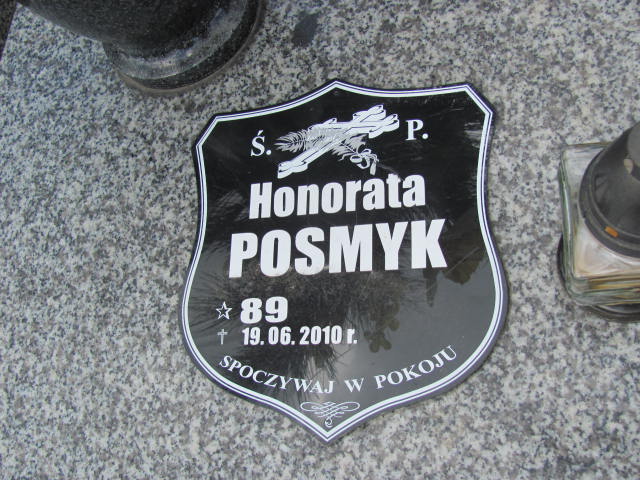 Ś. P.
Honorata
POSMYK
☆ 89
† 19.06.2010 r.
SPOCZYWAJ W POKOJU